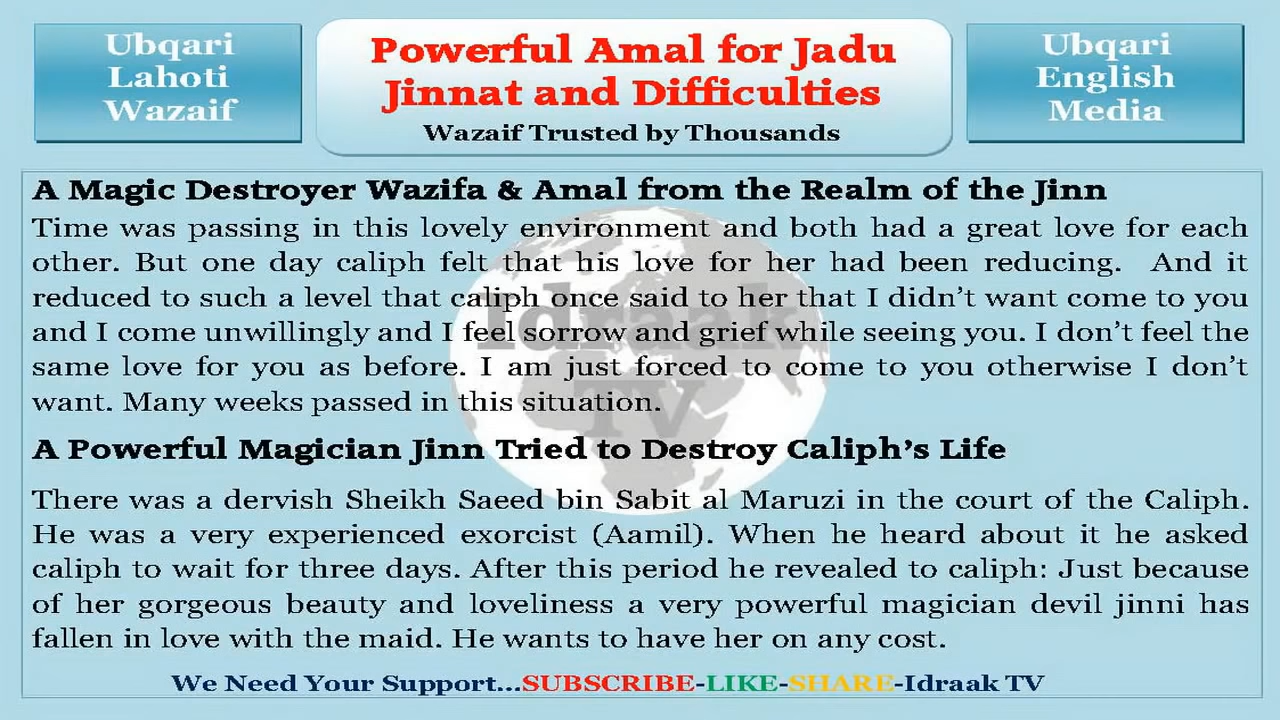 Ubqari
Lahoti
Wazaif
Powerful Amal for Jadu
Jinnat and Difficulties
Wazaif Trusted by Thousands
Ubqari
English
Media
A Magic Destroyer Wazifa & Amal from the Realm of the Jinn
Time was passing in this lovely environment and both had a great love for each
other. But one day caliph felt that his love for her had been reducing. And it
reduced to such a level that caliph once said to her that I didn't want come to you
and I come unwillingly and I feel sorrow and grief while seeing you. I don't feel the
same love for you as before. I am just forced to come to you otherwise I don't
want. Many weeks passed in this situation.
Idraak
TV
A Powerful Magician Jinn Tried to Destroy Caliph's Life
There was a dervish Sheikh Saeed bin Sabit al Maruzi in the court of the Caliph.
He was a very experienced exorcist (Aamil). When he heard about it he asked
caliph to wait for three days. After this period he revealed to caliph: Just because
of her gorgeous beauty and loveliness a very powerful magician devil jinni has
fallen in love with the maid. He wants to have her on any cost.
We Need Your Support...SUBSCRIBE-LIKE-SHARE-Idraak TV